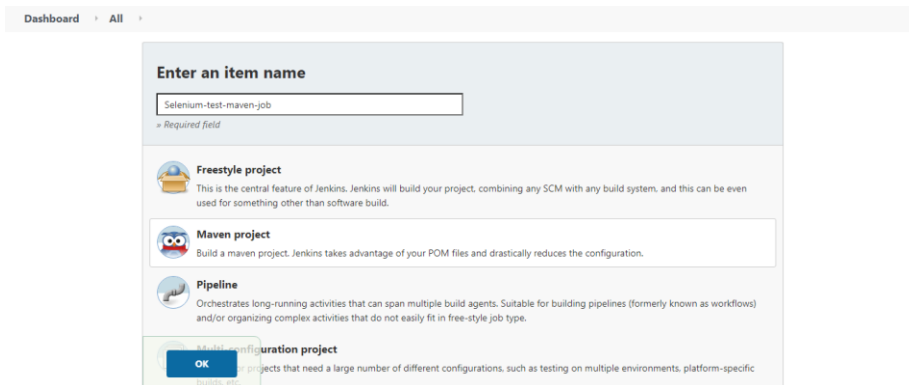 Dashboard All
Enter an item name
Selenium-test-maven-job
» Required field
Freestyle project
This is the central feature of Jenkins. Jenkins will build your project, combining any SCM with any build system, and this can be even
used for something other than software build.
Maven project
Build a maven project. Jenkins takes advantage of your POM files and drastically reduces the configuration.
Pipeline
Orchestrates long-running activities that can span multiple build agents. Suitable for building pipelines (formerly known as workflows)
and/or organizing complex activities that do not easily fit in free-style job type.
Multi-configuration project
OK
projects that need a large number of different configurations, such as testing on multiple environments, platform-specific
builds, etc.